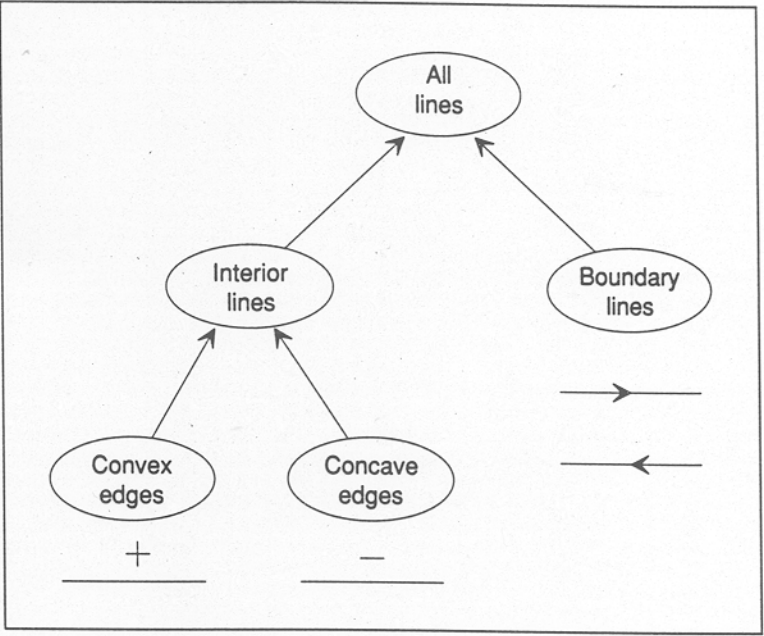 All
lines
Interior
lines
Boundary
lines
Convex
edges
Concave
edges
+
−